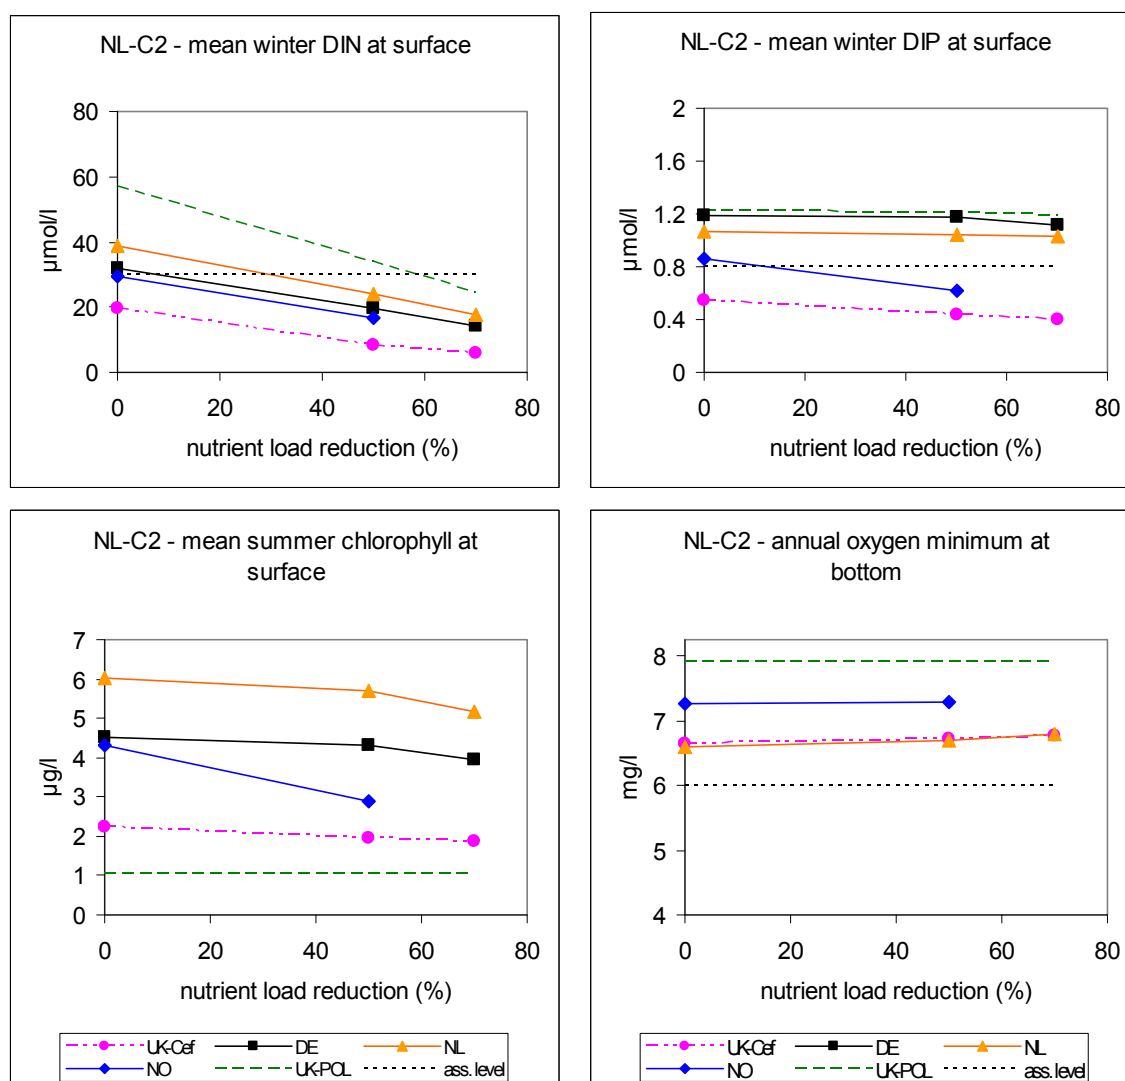 NL-C2 - mean winter DIN at surface
80
60
40
20
0
µmol/l
0 20 40 60 80
nutrient load reduction (%)
NL-C2 - mean winter DIP at surface
2
1.6
1.2
0.8
0.4
0
µmol/l
0 20 40 60 80
nutrient load reduction (%)
NL-C2 - mean summer chlorophyll at
surface
7
6
5
4
3
2
1
0
µg/l
0 20 40 60 80
nutrient load reduction (%)
UK-Cef DE NL
NO UK-POL ass. level
NL-C2 - annual oxygen minimum at
bottom
8
7
6
5
4
mg/l
0 20 40 60 80
nutrient load reduction (%)
UK-Cef DE NL
NO UK-POL ass. level